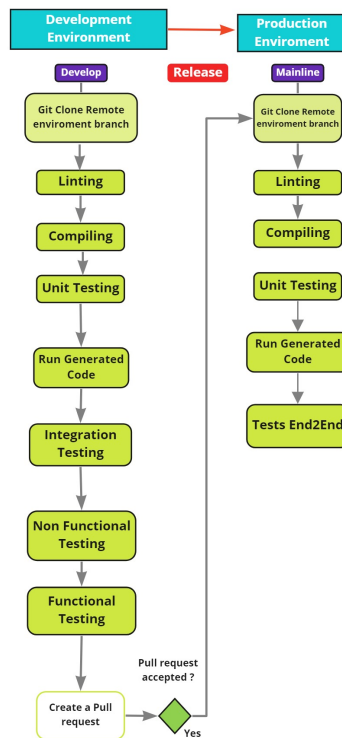 Development
Environment
Production
Enviroment
Develop
Release
Mainline
Git Clone Remote
enviroment branch
Linting
Compiling
Unit Testing
Run Generated
Code
Integration
Testing
Non Functional
Testing
Functional
Testing
Create a Pull
request
Pull request
accepted ?
Yes
Git Clone Remote
enviroment branch
Linting
Compiling
Unit Testing
Run Generated
Code
Tests End2End